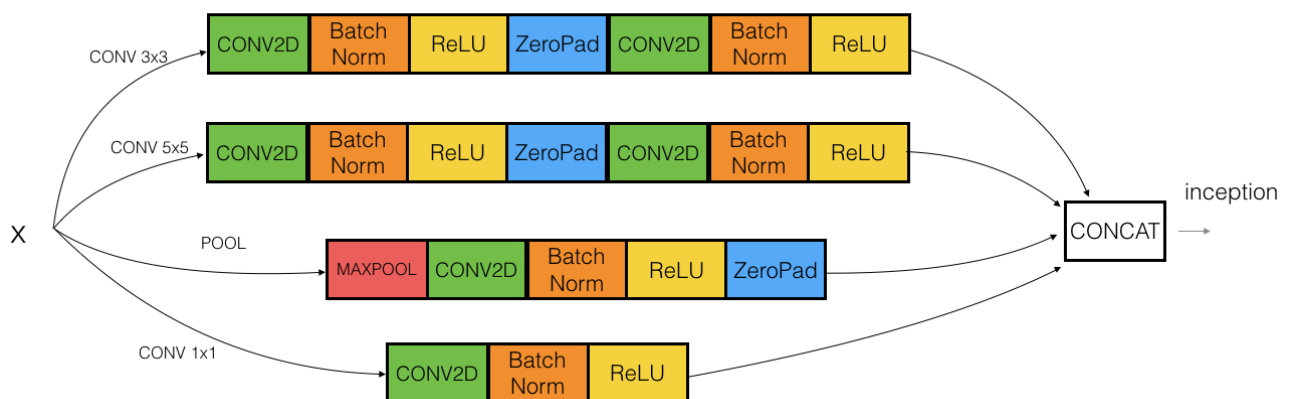 CONV 3x3
CONV2D
Batch
Norm
ReLU
ZeroPad
CONV2D
Batch
Norm
ReLU
CONV 5x5
CONV2D
Batch
Norm
ReLU
ZeroPad
CONV2D
Batch
Norm
ReLU
X
POOL
MAXPOOL
CONV2D
Batch
Norm
ReLU
ZeroPad
CONV 1x1
CONV2D
Batch
Norm
ReLU
CONCAT
inception